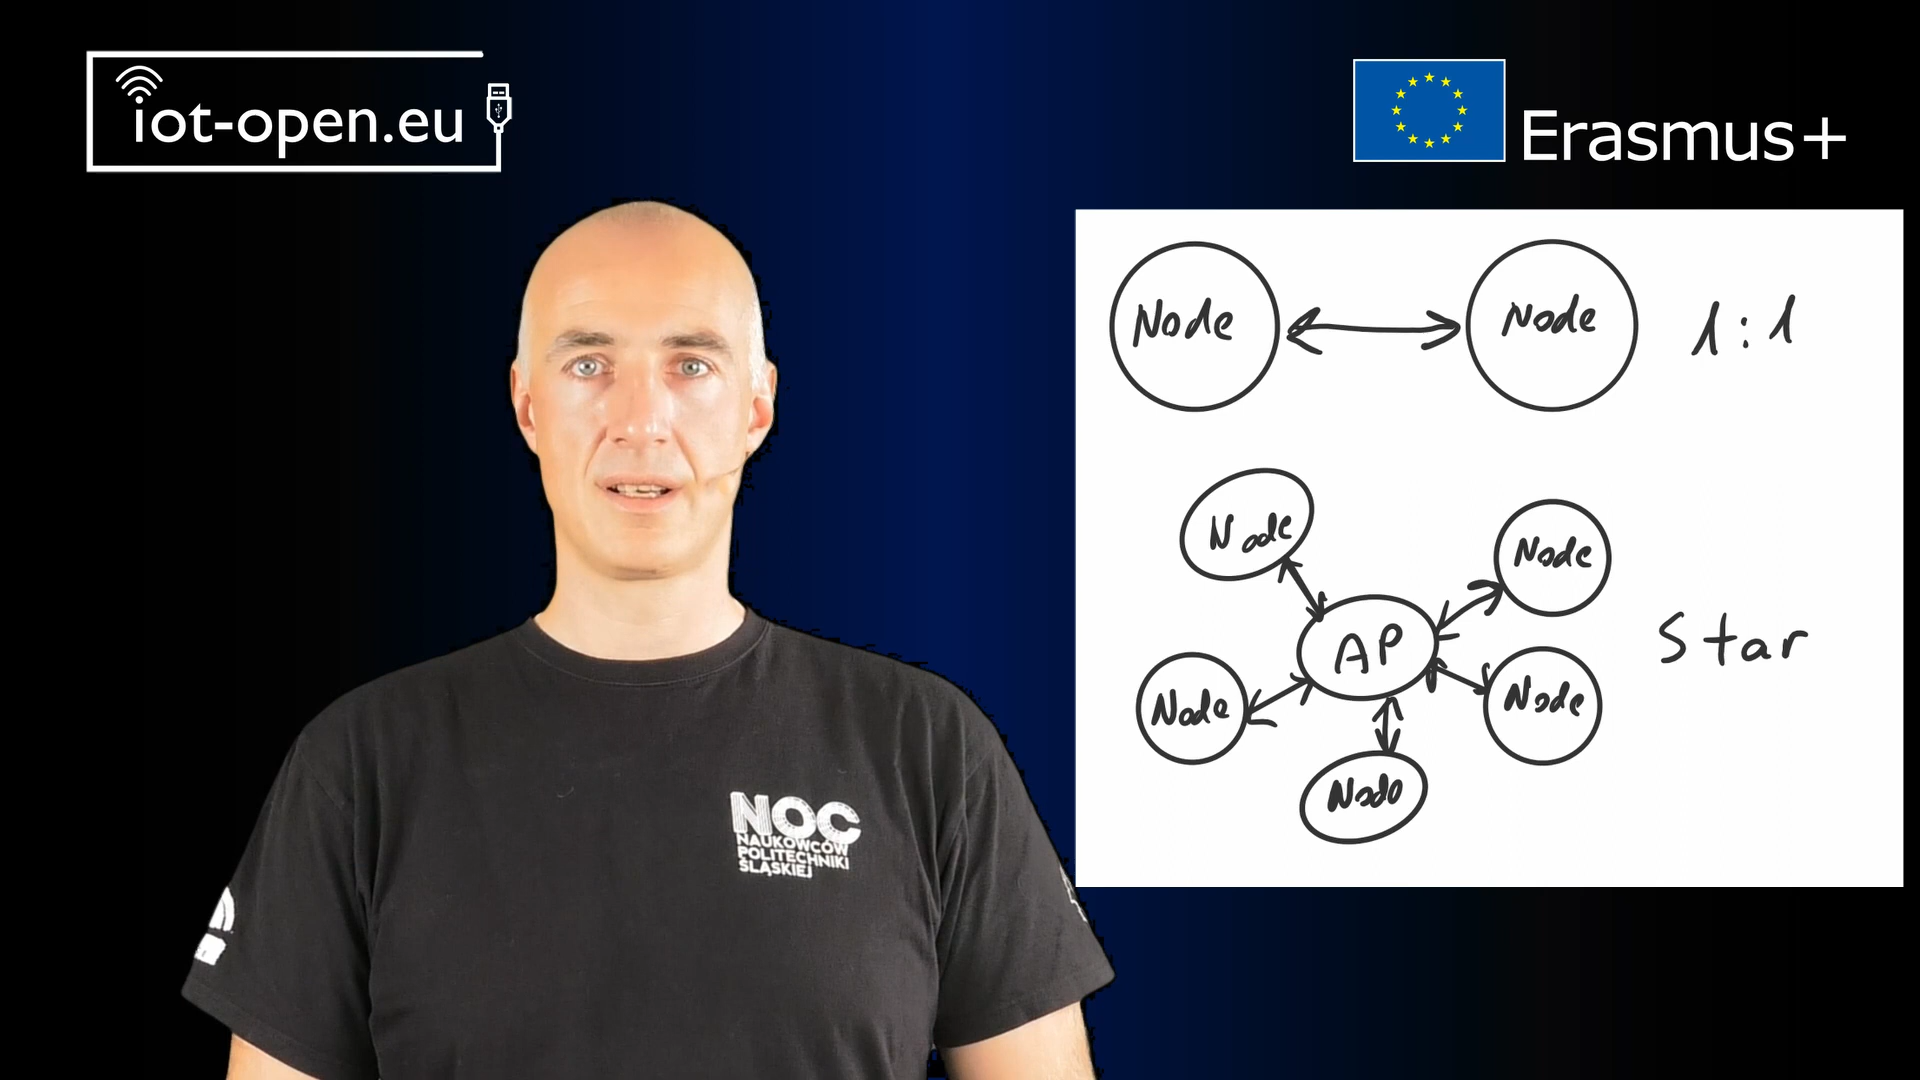 iot-open.eu
Erasmus+
Node
Node
1:1
Node
Node
AP
Star
Node
Node
Nodo
NOC
NAUKOWCÓW
POLITECHNIKI
ŚLĄSKIEJ